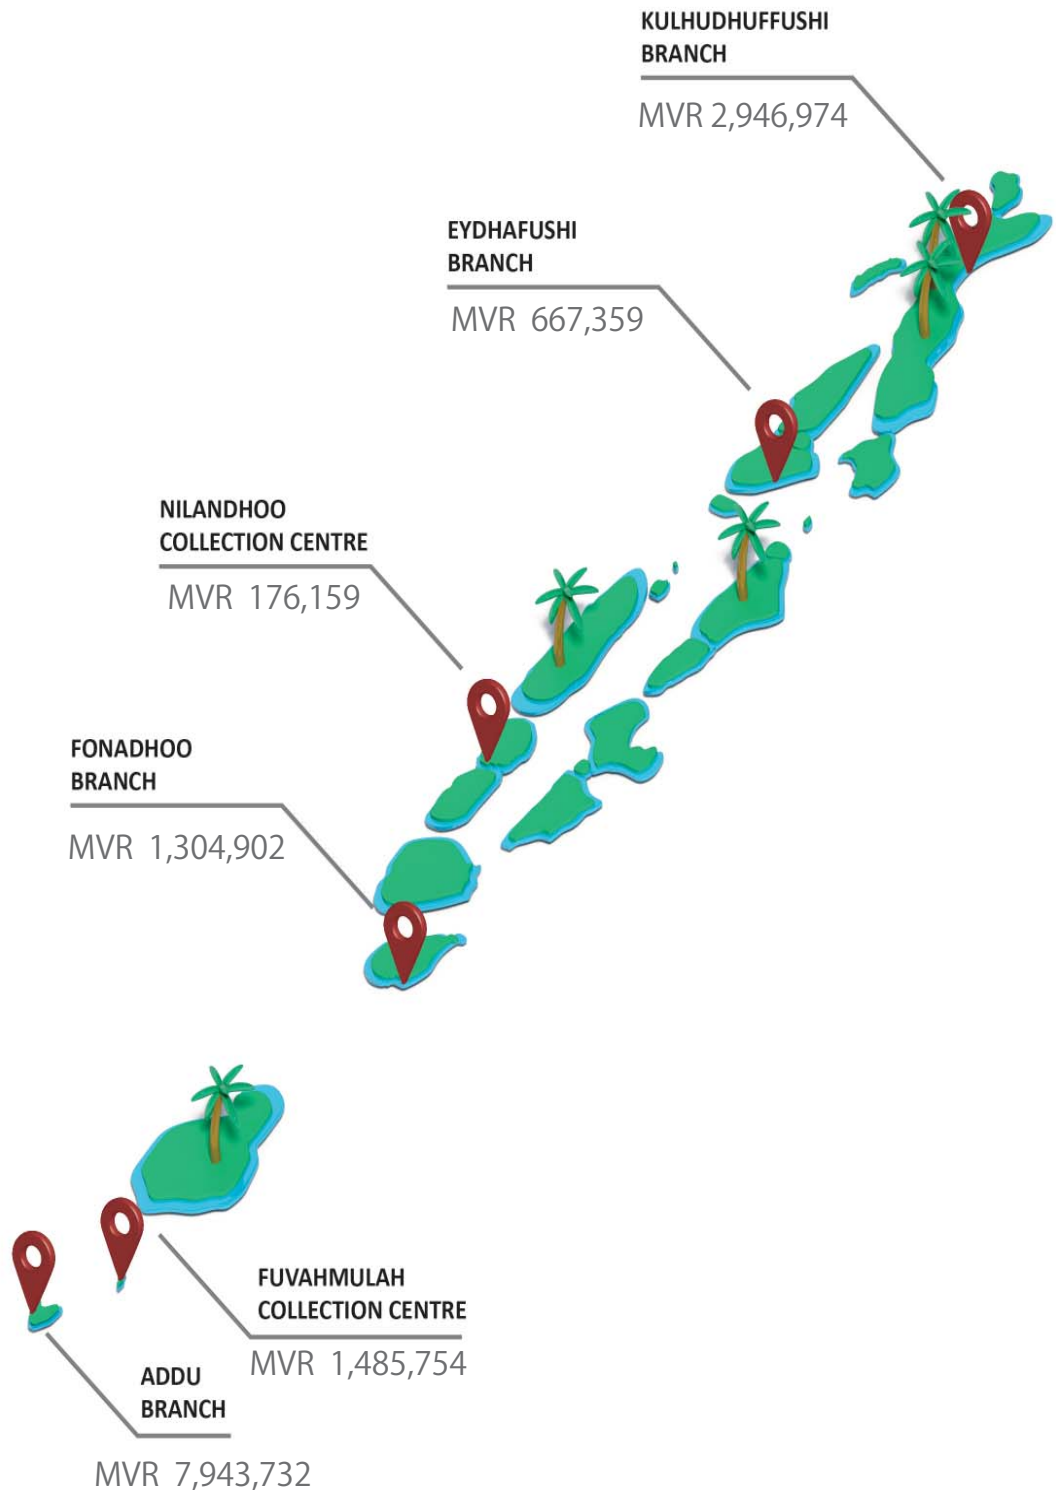 KULHUDHUFFUSHI
BRANCH
MVR 2,946,974
EYDHAFUSHI
BRANCH
MVR 667,359
NILANDHOO
COLLECTION CENTRE
MVR 176,159
FONADHOO
BRANCH
MVR 1,304,902
FUVAHMULAH
COLLECTION CENTRE
MVR 1,485,754
ADDU
BRANCH
MVR 7,943,732